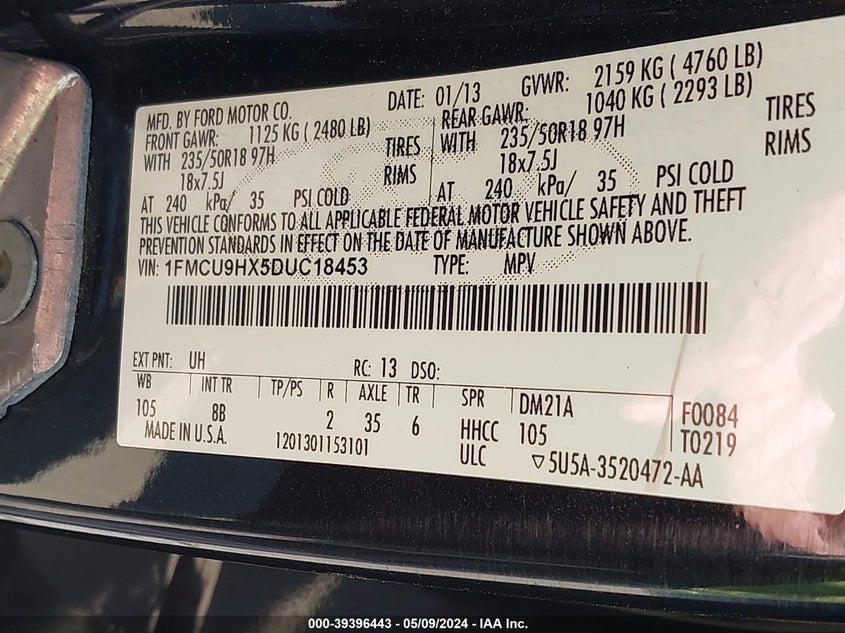 MFD. BY FORD MOTOR CO. DATE: 01/13 GVWR: 2159 KG ( 4760 LB)
FRONT GAWR: 1125 KG ( 2480 LB) REAR GAWR: 1040 KG ( 2293 LB)
WITH 235/50R18 97H TIRES WITH 235/50R18 97H TIRES
18x7.5J RIMS 18x7.5J RIMS
AT 240 kPa/ 35 PSI COLD AT 240 kPa/ 35 PSI COLD
THIS VEHICLE CONFORMS TO ALL APPLICABLE FEDERAL MOTOR VEHICLE SAFETY AND THEFT
PREVENTION STANDARDS IN EFFECT ON THE DATE OF MANUFACTURE SHOWN ABOVE.
VIN: 1FMCU9HX5DUC18453 TYPE: MPV
EXT PNT: UH RC: 13 DSO:
WB INT TR TP/PS R AXLE TR SPR DM21A F0084
105 8B 2 35 6 HHCC 105 T0219
MADE IN U.S.A. 1201301153101 ULC ▽5U5A-3520472-AA
000-39396443 - 05/09/2024 - IAA Inc.